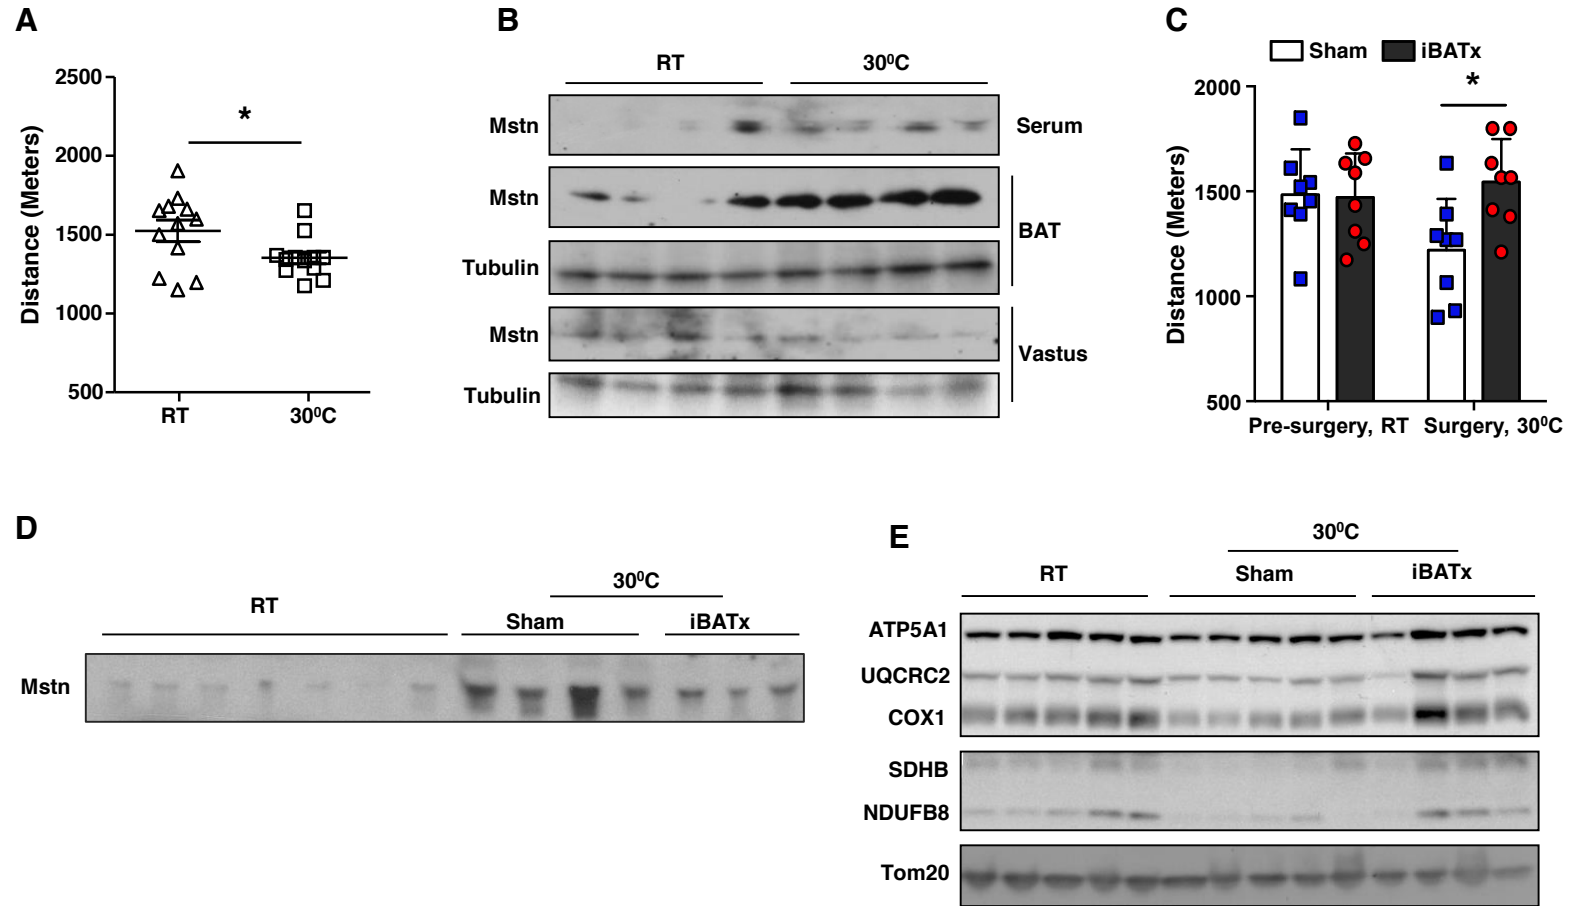 A
2500
2000
1500
1000
500
Distance (Meters)
*
RT
30⁰C
B
RT
30⁰C
Mstn
Serum
Mstn
BAT
Tubulin
Mstn
Vastus
Tubulin
C
Sham
iBATx
2000
1500
1000
500
Distance (Meters)
*
Pre-surgery, RT
Surgery, 30⁰C
D
RT
30⁰C
Sham
iBATx
Mstn
E
30⁰C
RT
Sham
iBATx
ATP5A1
UQCRC2
COX1
SDHB
NDUFB8
Tom20